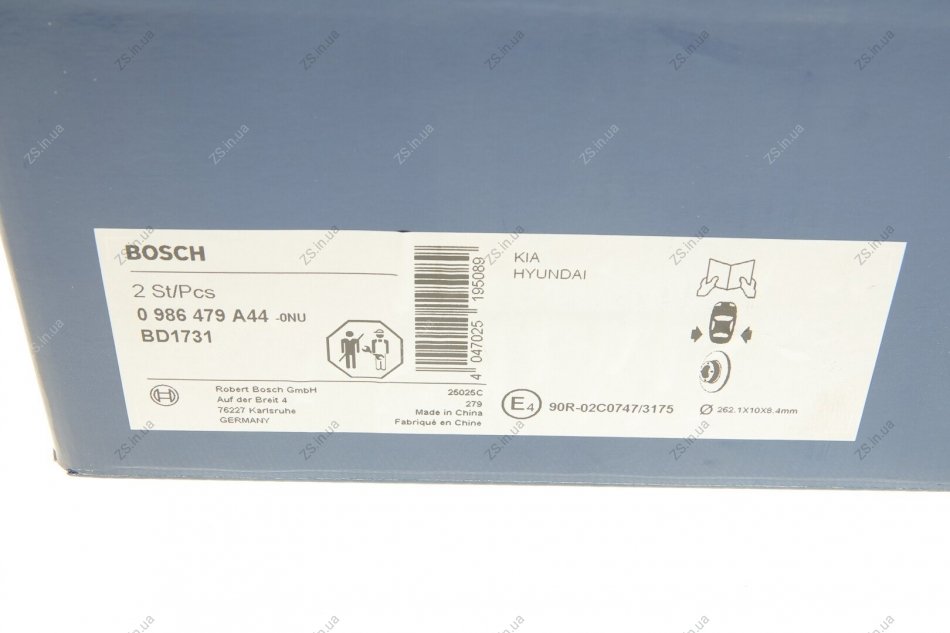 BOSCH
2 St/Pcs
0 986 479 A44 -0NU
BD1731
Robert Bosch GmbH
Auf der Breit 4
76227 Karlsruhe
GERMANY
25025C
279
Made in China
Fabriqué en Chine
4 047025 195089
KIA
HYUNDAI
E4 90R-02C0747/3175
Ø 262.1X10X8.4mm
ZS.in.ua